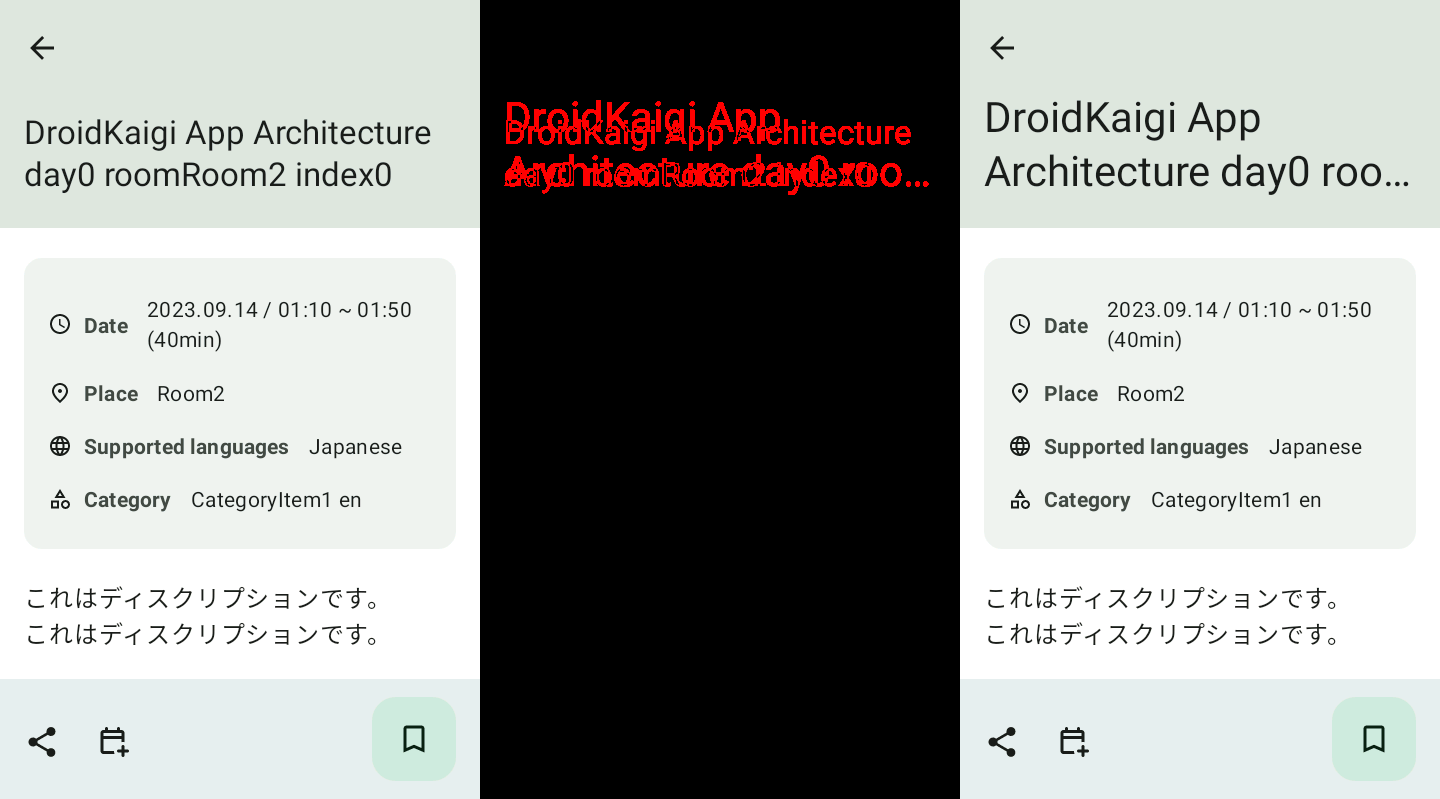 DroidKaigi App Architecture
day0 roomRoom2 index0
Date 2023.09.14 / 01:10 ~ 01:50
(40min)
Place Room2
Supported languages Japanese
Category CategoryItem1 en
これはディスクリプションです。
これはディスクリプションです。
DroidKaigi App
DroidKaigi App Architecture
Architecture day0 roo…
day0 roomRoom2 index0
DroidKaigi App
Architecture day0 roo…
Date 2023.09.14 / 01:10 ~ 01:50
(40min)
Place Room2
Supported languages Japanese
Category CategoryItem1 en
これはディスクリプションです。
これはディスクリプションです。